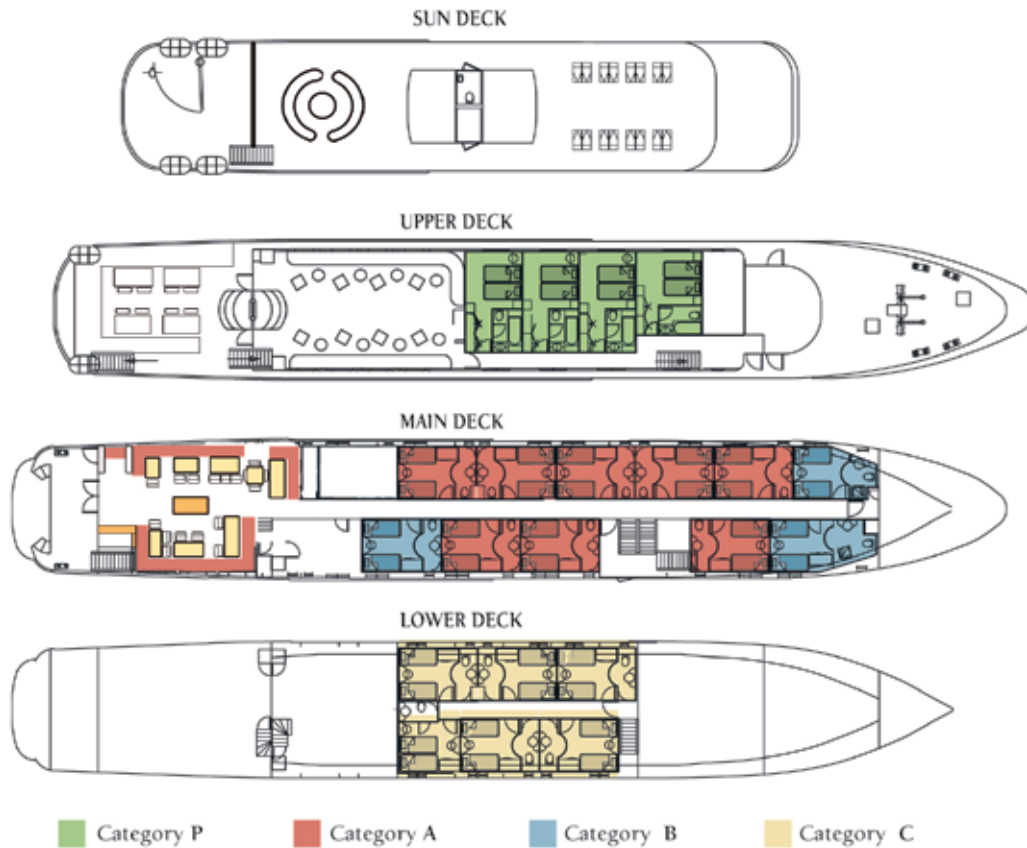 SUN DECK
UPPER DECK
MAIN DECK
LOWER DECK
Category P
Category A
Category B
Category C